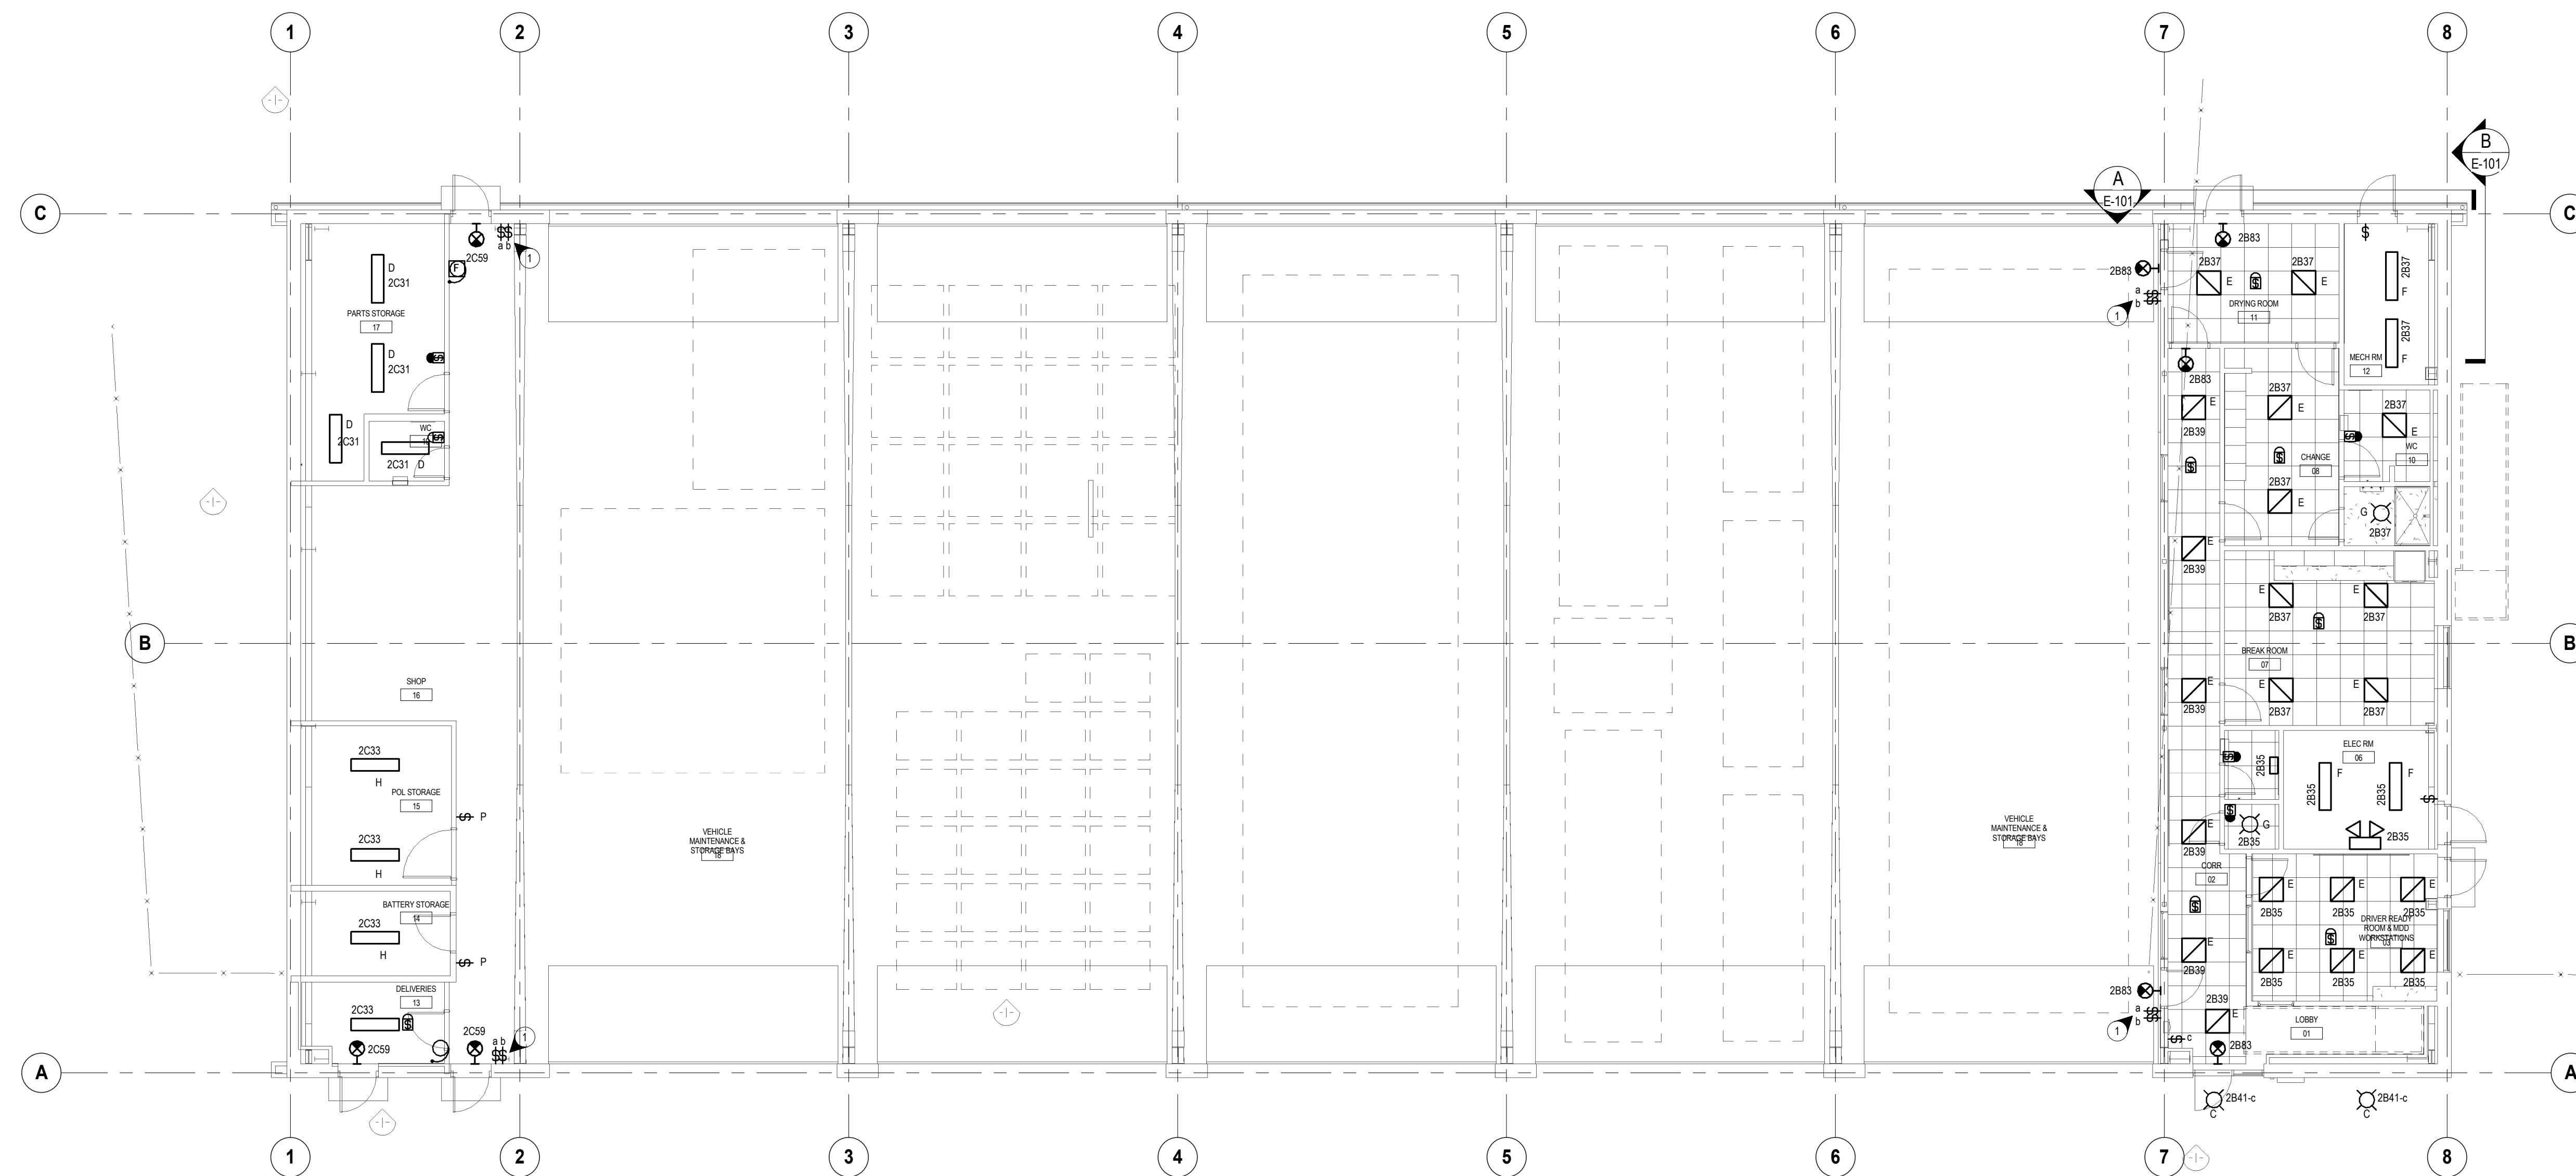 1 2 3 4 5 6 7 8
B
E-101
A
E-101
C C
2C59
a b
1
F
D
2C31
PARTS STORAGE
17
D
2C31
D
2C31
WC
2C31 D
2B83
2B83
a
b
1
2B37 2B37
E E
DRYING ROOM
11
S
2B37
F
2B37
F
MECH RM
12
2B83
E
2B39
2B37
E
2B37
E
WC
10
CHANGE
08
2B37
E
G
2B37
E
2B39
E E
2B37 2B37
B B
BREAK ROOM
07
E
2B39
E E
2B37 2B37
SHOP
16
2C33
H
POL STORAGE
15
P
2C33
H
BATTERY STORAGE
14
2C33
H
P
DELIVERIES
13
2C33
2C59
2C59
a b
1
VEHICLE
MAINTENANCE &
STORAGE BAYS
18
VEHICLE
MAINTENANCE &
STORAGE BAYS
18
ELEC RM
06
2B35
F F
2B35 2B35
2B35
G
2B35
E
2B39
CORR
02
E E E
2B35 2B35 2B35
DRIVER READY
ROOM & MDD
WORKSTATIONS
03
E E E
2B35 2B35 2B35
E
2B39
2B83
a
b
1
2B39
E
LOBBY
01
c
2B83
A A
2B41-c 2B41-c
C C
1 2 3 4 5 6 7 8